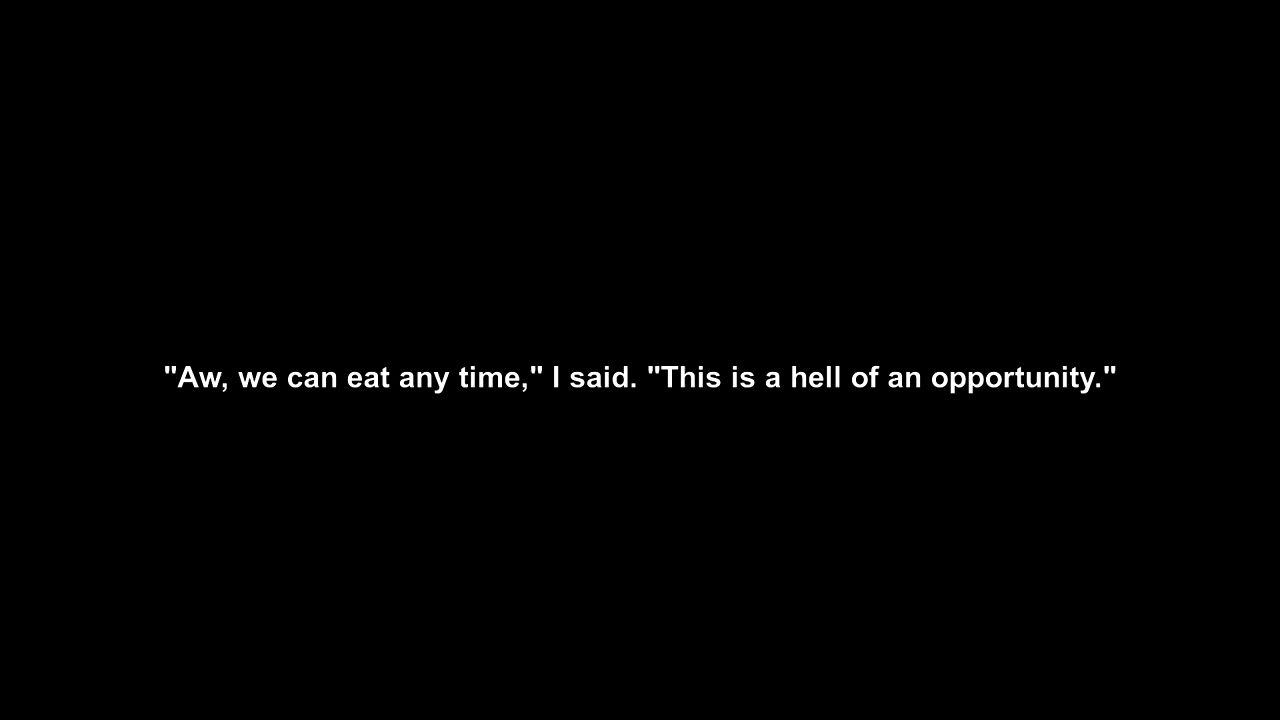 "Aw, we can eat any time," I said. "This is a hell of an opportunity."